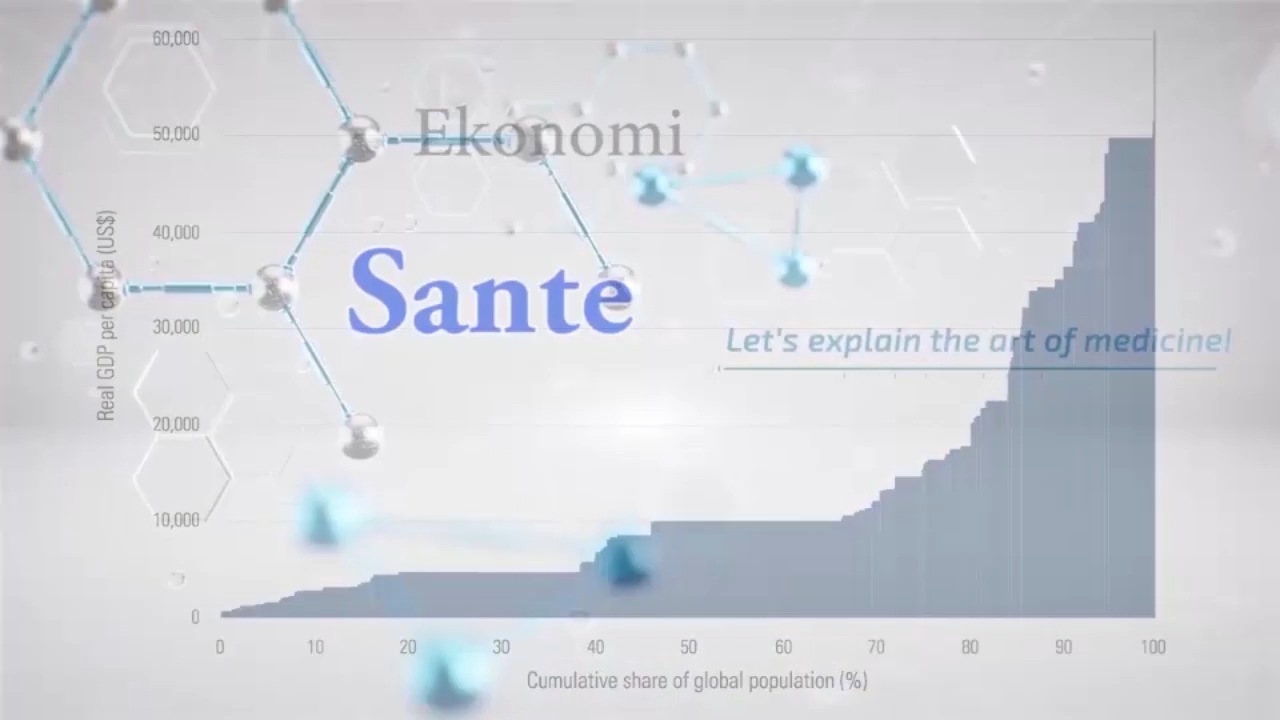 60,000
Ekonomi
50,000
40,000
Sante
30,000
Let's explain the art of medicine!
20,000
10,000
0
Real GDP per capita (US$)
0 10 20 30 40 50 60 70 80 90 100
Cumulative share of global population (%)